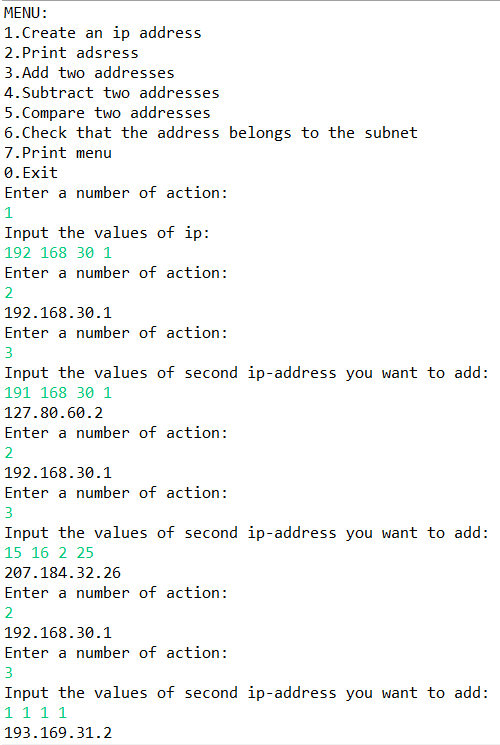 MENU:
1.Create an ip address
2.Print adsress
3.Add two addresses
4.Subtract two addresses
5.Compare two addresses
6.Check that the address belongs to the subnet
7.Print menu
0.Exit
Enter a number of action:
1
Input the values of ip:
192 168 30 1
Enter a number of action:
2
192.168.30.1
Enter a number of action:
3
Input the values of second ip-address you want to add:
191 168 30 1
127.80.60.2
Enter a number of action:
2
192.168.30.1
Enter a number of action:
3
Input the values of second ip-address you want to add:
15 16 2 25
207.184.32.26
Enter a number of action:
2
192.168.30.1
Enter a number of action:
3
Input the values of second ip-address you want to add:
1 1 1 1
193.169.31.2